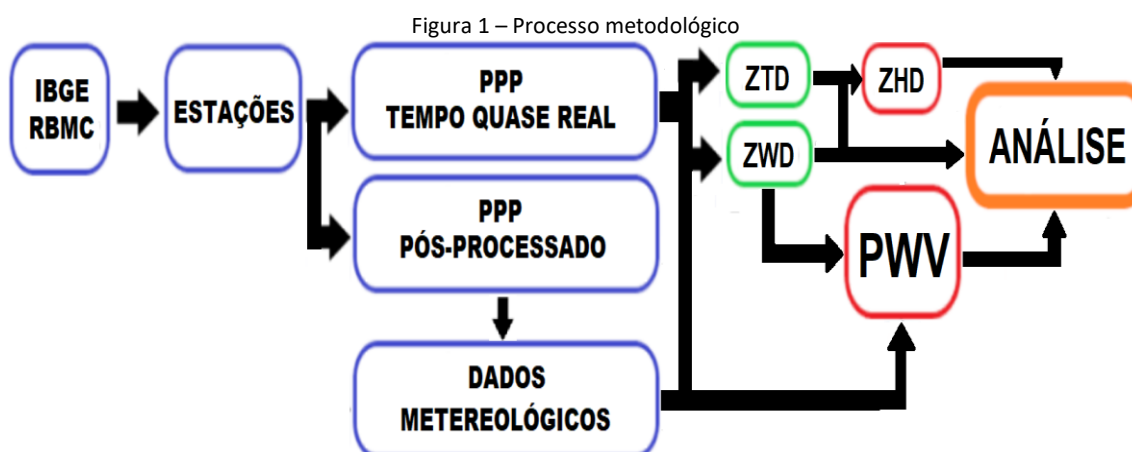 Figura 1 – Processo metodológico
IBGE
RBMC
ESTAÇÕES
PPP
TEMPO QUASE REAL
PPP
PÓS-PROCESSADO
DADOS
METEREOLÓGICOS
ZTD
ZHD
ZWD
PWV
ANÁLISE